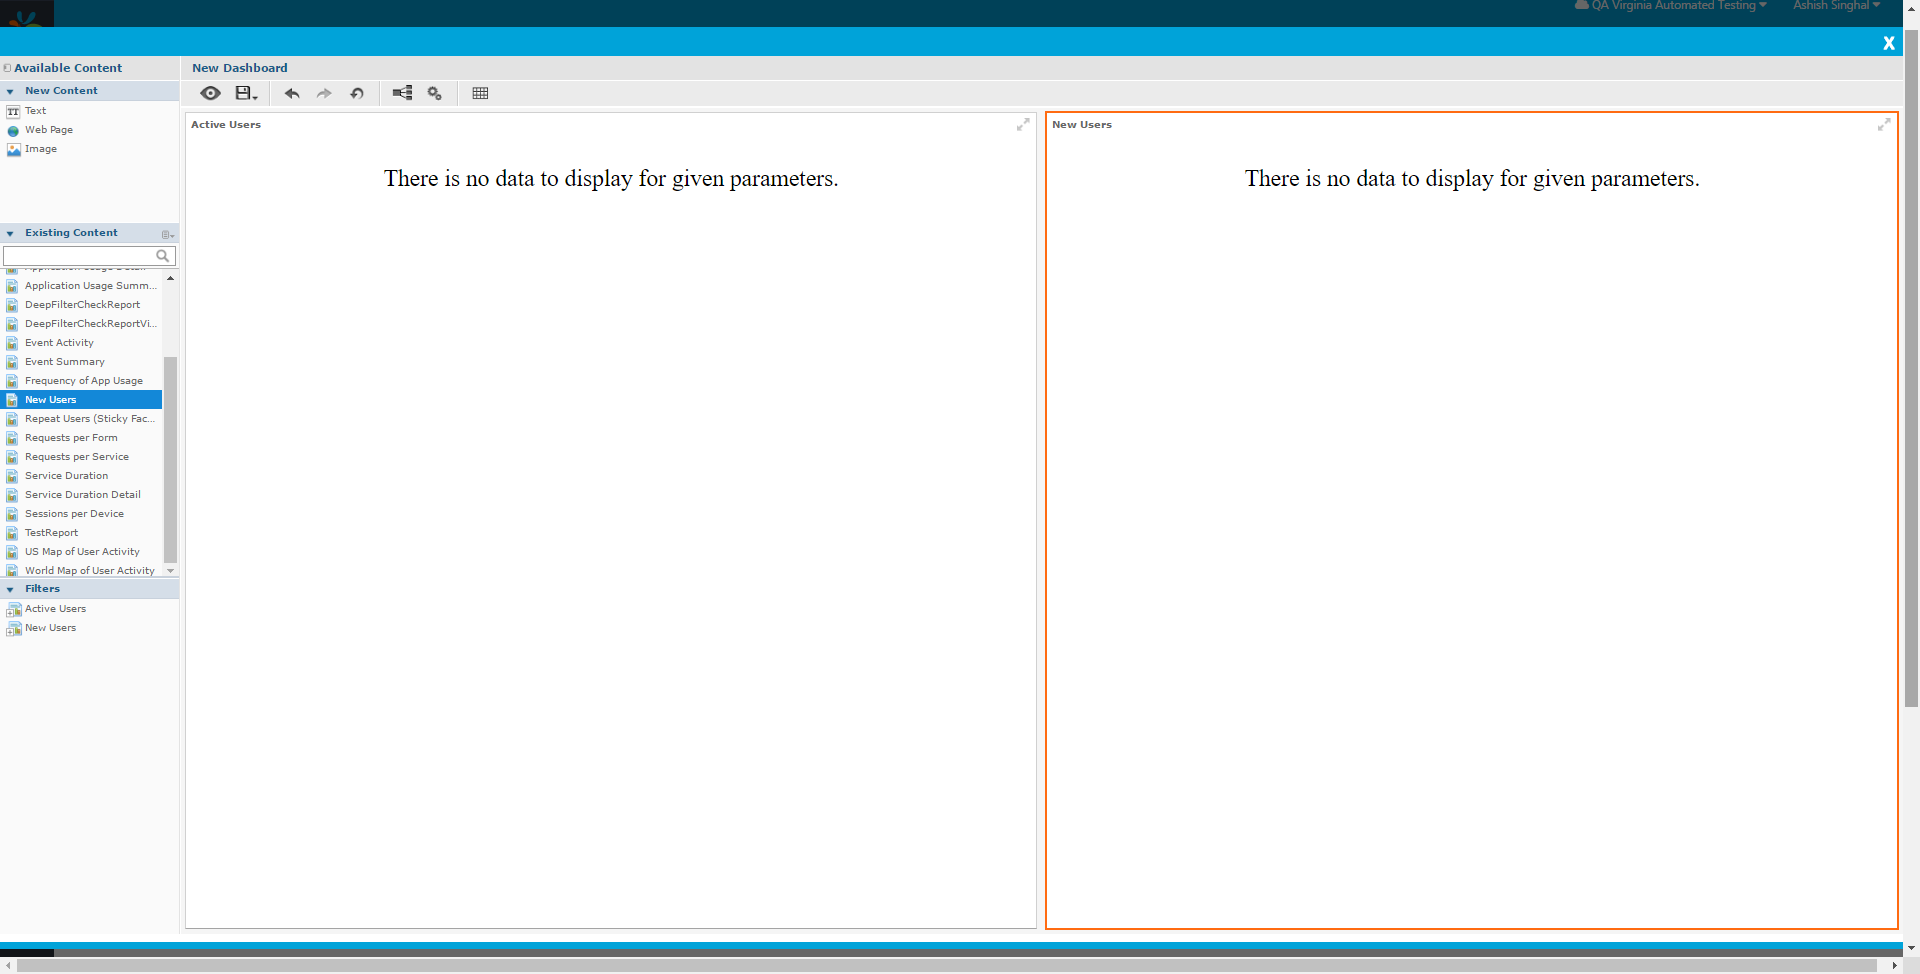 QA Virginia Automated Testing
Ashish Singhal
X
Available Content
New Dashboard
New Content
TT Text
Web Page
Image
Existing Content
Application Usage Detail
Application Usage Summ...
DeepFilterCheckReport
DeepFilterCheckReportVi...
Event Activity
Event Summary
Frequency of App Usage
New Users
Repeat Users (Sticky Fac...
Requests per Form
Requests per Service
Service Duration
Service Duration Detail
Sessions per Device
TestReport
US Map of User Activity
World Map of User Activity
Filters
Active Users
New Users
Active Users
There is no data to display for given parameters.
New Users
There is no data to display for given parameters.